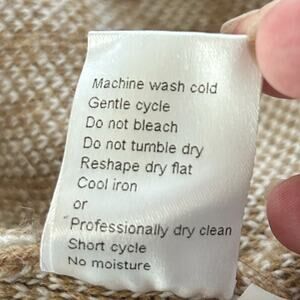 Machine wash cold
Gentle cycle
Do not bleach
Do not tumble dry
Reshape dry flat
Cool iron
or
Professionally dry clean
Short cycle
No moisture